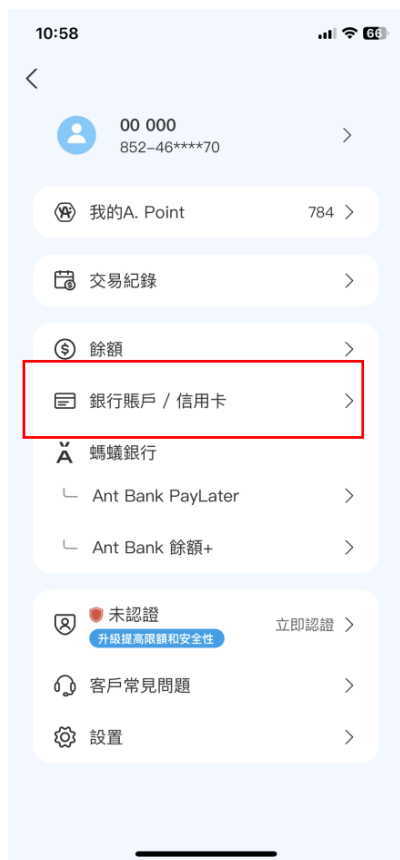 10:58
66
00 000
852-46****70
我的A. Point
784
交易紀錄
餘額
銀行賬戶 / 信用卡
螞蟻銀行
Ant Bank PayLater
Ant Bank 餘額+
未認證
立即認證
升級提高限額和安全性
客戶常見問題
設置